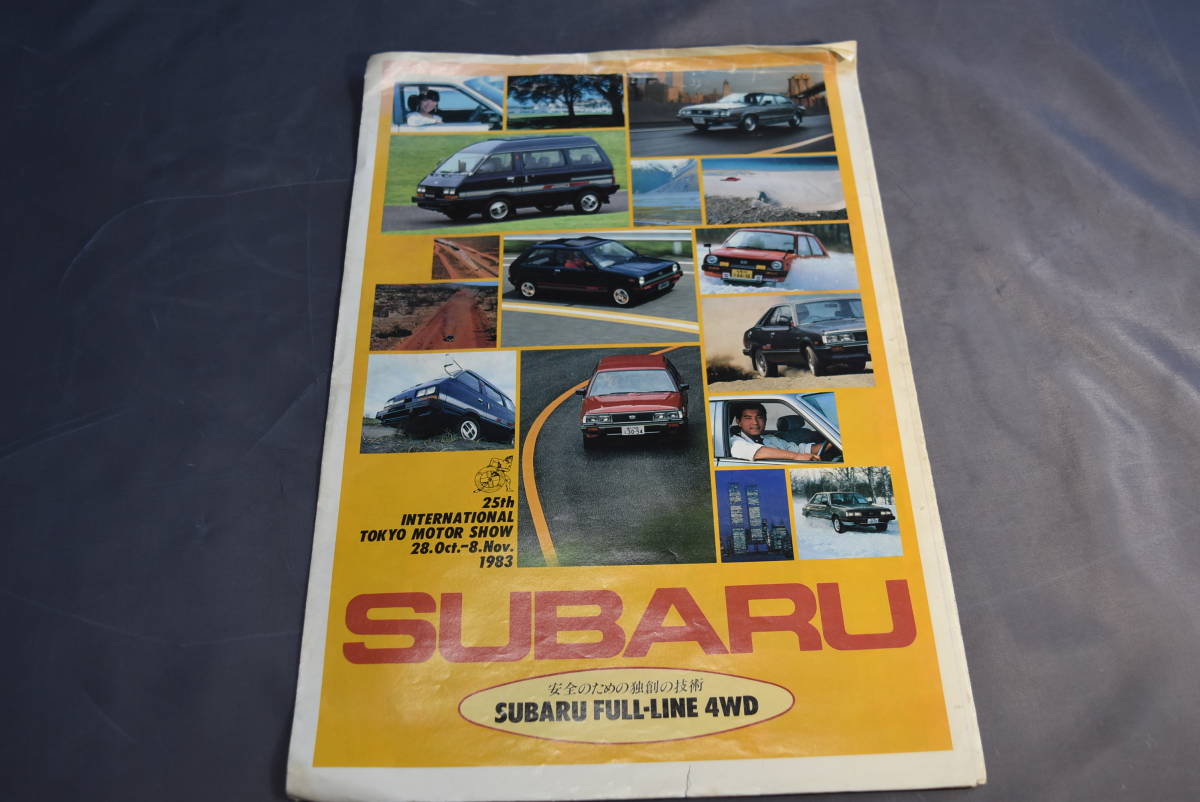 25th
INTERNATIONAL
TOKYO MOTOR SHOW
28.Oct.-8.Nov.
1983
SUBARU
安全のための独創の技術
SUBARU FULL-LINE 4WD